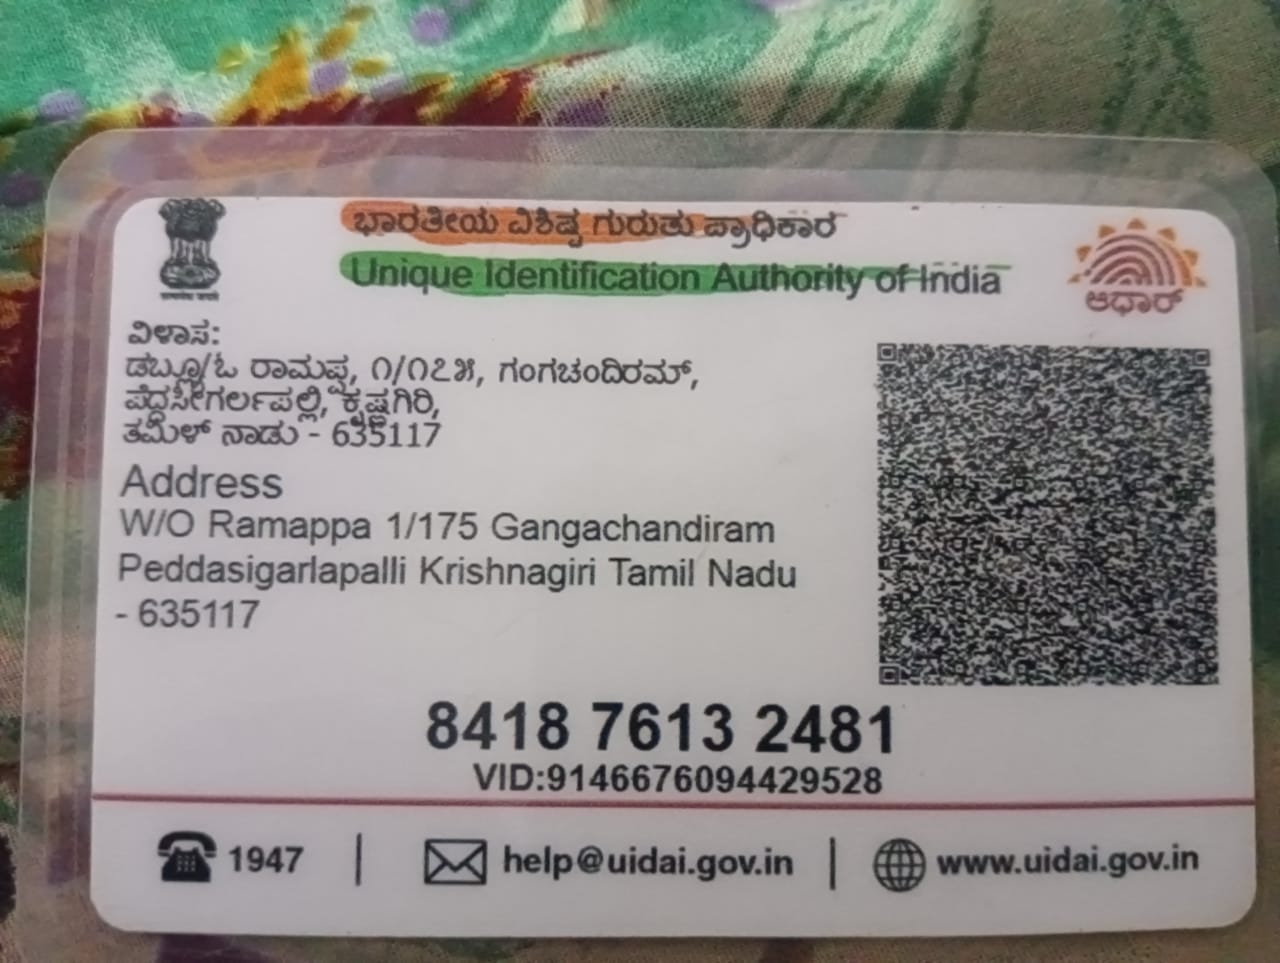 ಭಾರತೀಯ ವಿಶಿಷ್ಟ ಗುರುತು ಪ್ರಾಧಿಕಾರ
Unique Identification Authority of India
ಆಧಾರ್
ವಿಳಾಸ:
ಡಬ್ಲೂ/ಓ ರಾಮಪ್ಪ, ೧/೧೭೫, ಗಂಗಚಂದಿರಮ್,
ಪೆದ್ದಸೀಗರ್ಲಪಲ್ಲಿ, ಕೃಷ್ಣಗಿರಿ,
ತಮಿಳ್ ನಾಡು - 635117
Address
W/O Ramappa 1/175 Gangachandiram
Peddasigarlapalli Krishnagiri Tamil Nadu
- 635117
8418 7613 2481
VID:9146676094429528
1947 | help@uidai.gov.in | www.uidai.gov.in